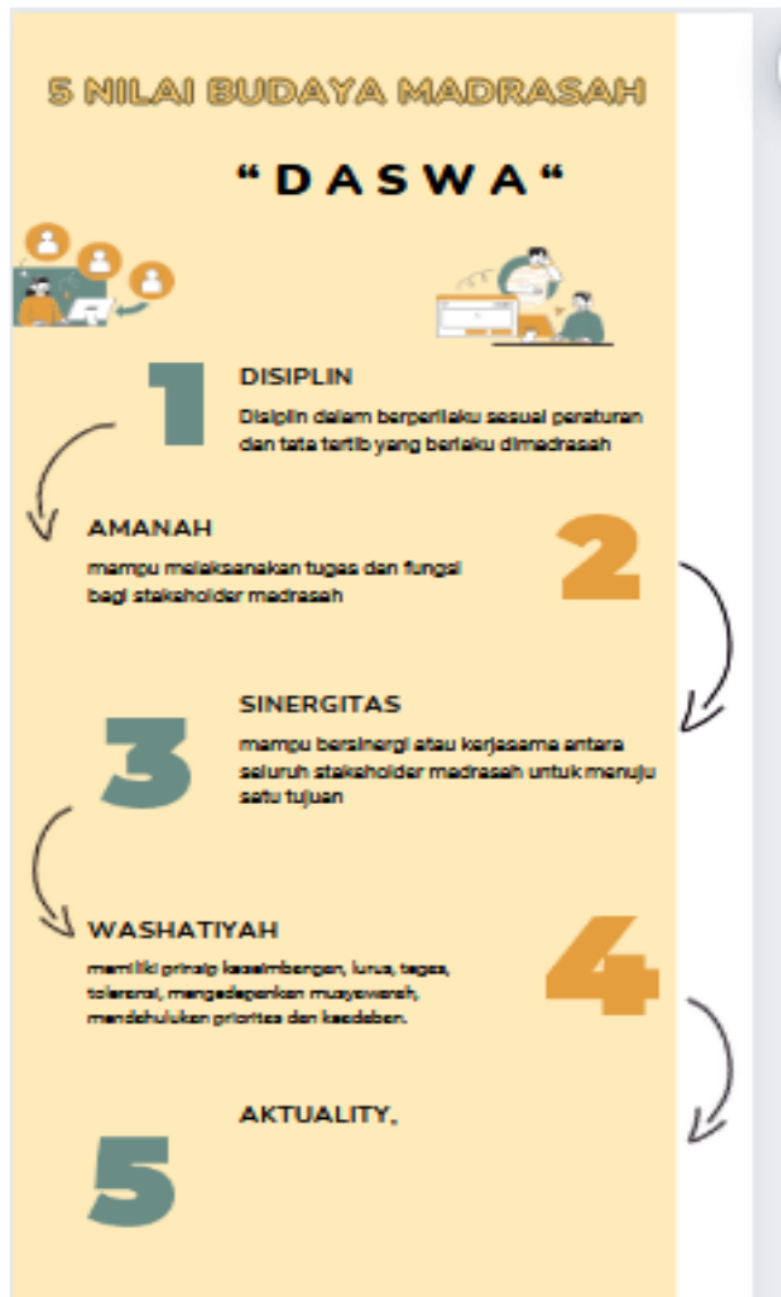 5 NILAI BUDAYA MADRASAH
“DASWA“
1
DISIPLIN
Disiplin dalam berperilaku sesuai peraturan
dan tata tertib yang berlaku dimadrasah
AMANAH
2
mampu melaksanakan tugas dan fungsi
bagi stakeholder madrasah
SINERGITAS
3
mampu bersinergi atau kerjasama antara
seluruh stakeholder madrasah untuk menuju
satu tujuan
WASHATIYAH
4
memiliki prinsip keseimbangan, lurus, tegas,
toleransi, mengedepankan musyawarah,
mendahulukan prioritas dan keadaban.
AKTUALITY,
5